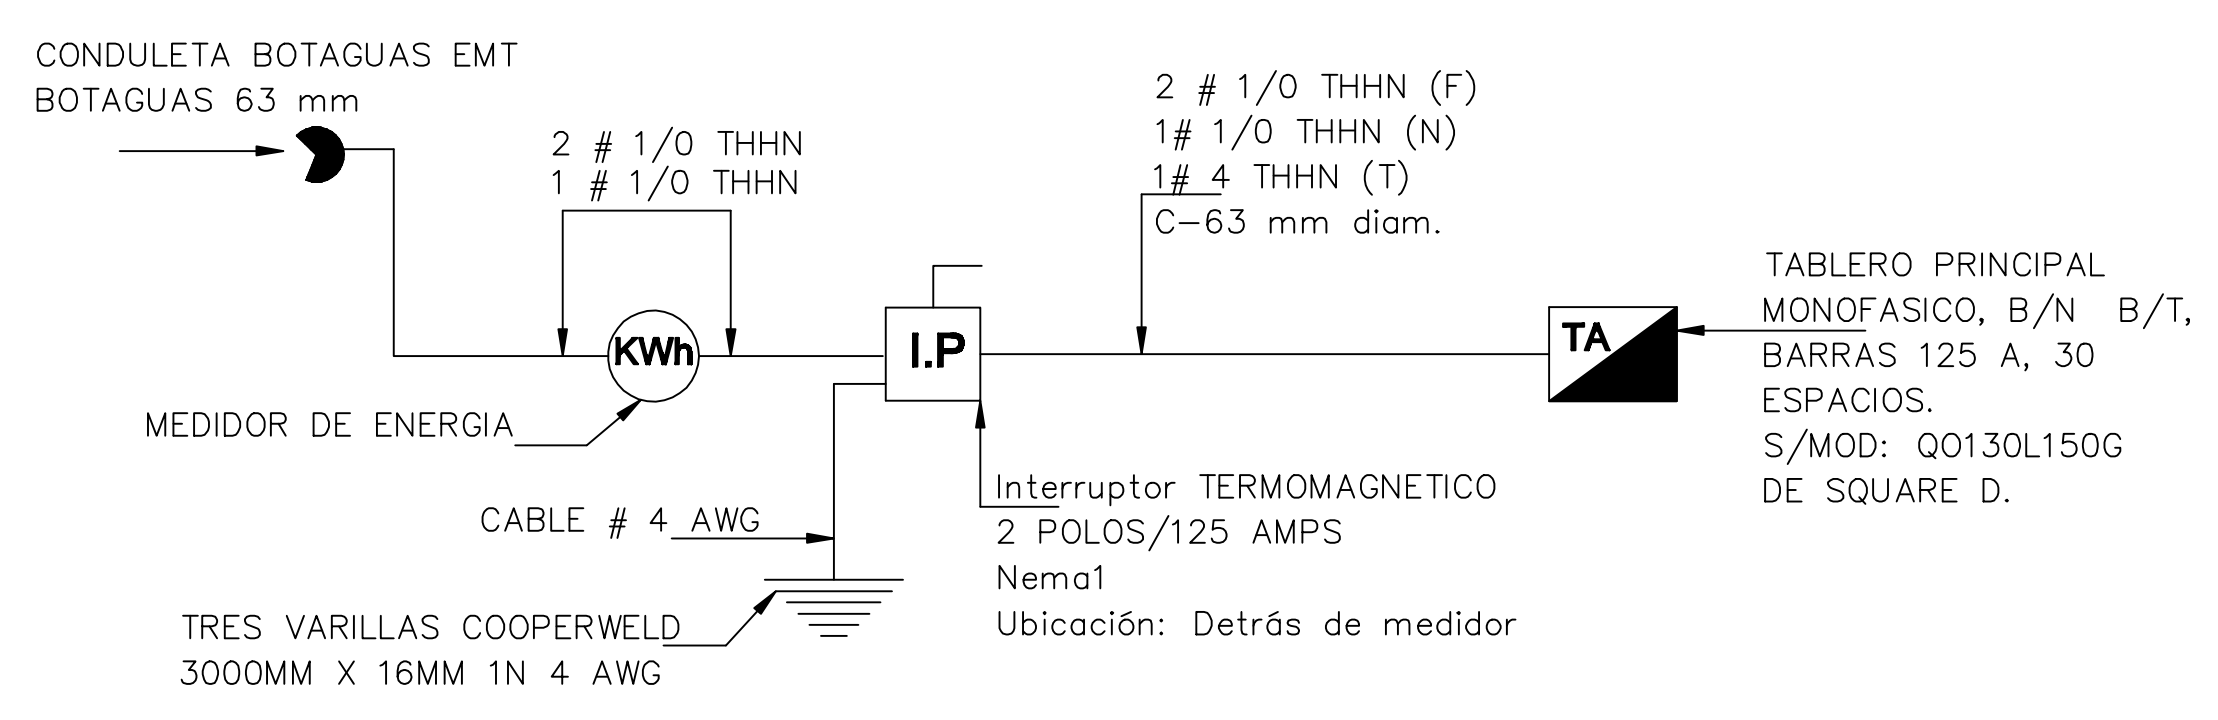 CONDULETA BOTAGUAS EMT
BOTAGUAS 63 mm
2 # 1/0 THHN
1 # 1/0 THHN
2 # 1/0 THHN (F)
1# 1/0 THHN (N)
1# 4 THHN (T)
C-63 mm diam.
TABLERO PRINCIPAL
MONOFASICO, B/N B/T,
BARRAS 125 A, 30
ESPACIOS.
S/MOD: QO130L150G
DE SQUARE D.
KWh
I.P
TA
MEDIDOR DE ENERGIA
Interruptor TERMOMAGNETICO
2 POLOS/125 AMPS
Nema1
Ubicación: Detrás de medidor
CABLE # 4 AWG
TRES VARILLAS COOPERWELD
3000MM X 16MM 1N 4 AWG